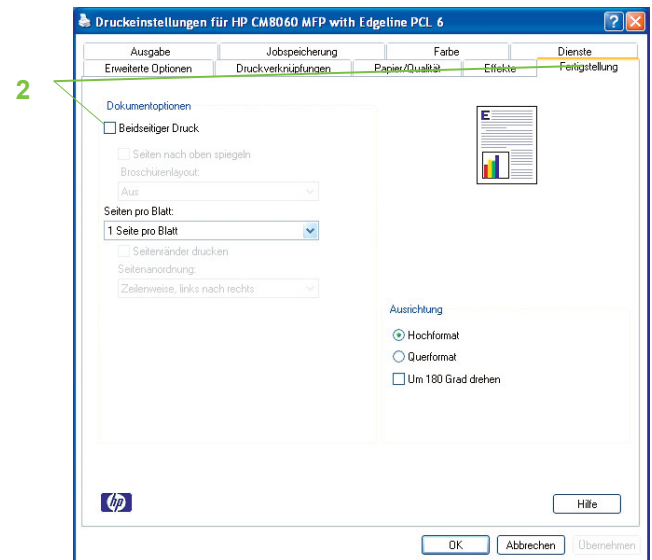 Druckeinstellungen für HP CM8060 MFP with Edgeline PCL 6
Ausgabe Jobspeicherung Farbe Dienste
Erweiterte Optionen Druckverknüpfungen Papier/Qualität Effekte Fertigstellung
2
Dokumentoptionen
Beidseitiger Druck
Seiten nach oben spiegeln
Broschürenlayout:
Aus
Seiten pro Blatt:
1 Seite pro Blatt
Seitenränder drucken
Seitenanordnung:
Zeilenweise, links nach rechts
E
Ausrichtung
Hochformat
Querformat
Um 180 Grad drehen
hp
Hilfe
OK Abbrechen Übernehmen